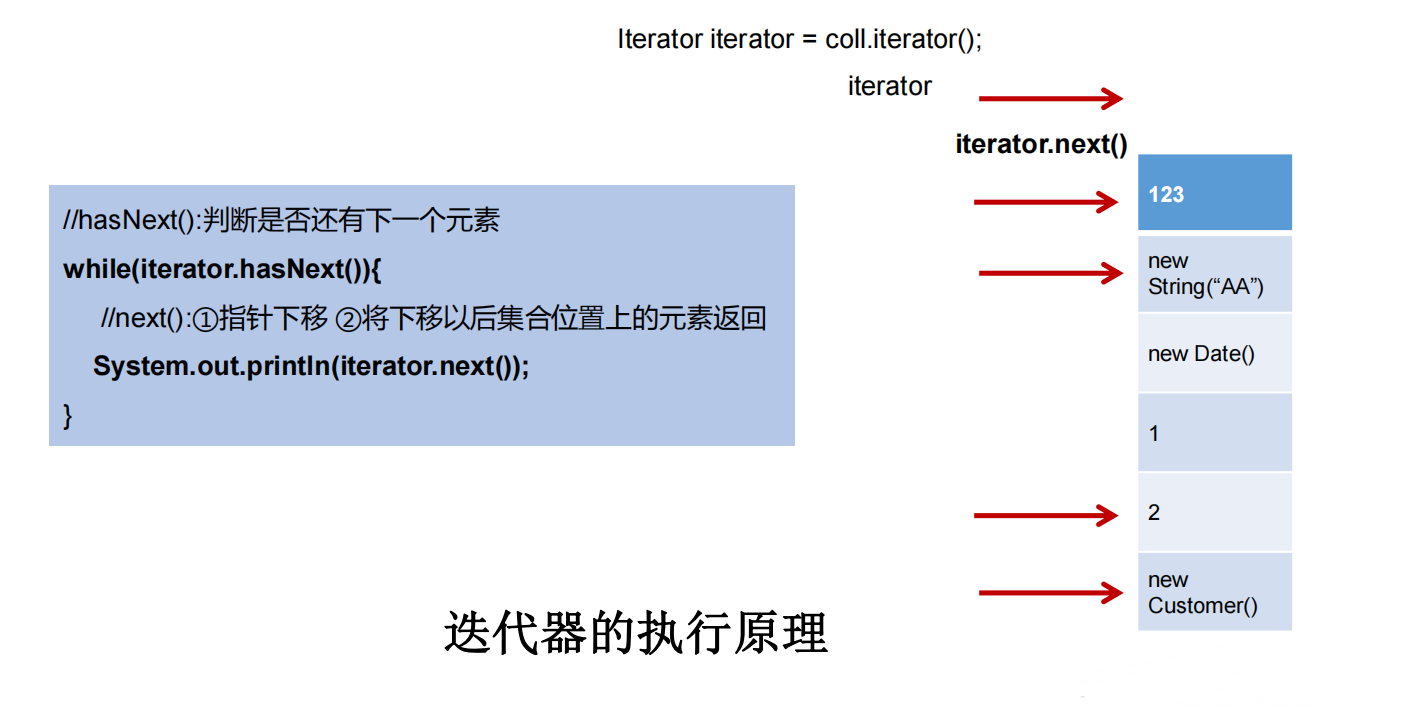 Iterator iterator = coll.iterator();
iterator
iterator.next()
//hasNext():判断是否还有下一个元素
while(iterator.hasNext()){
//next():①指针下移 ②将下移以后集合位置上的元素返回
System.out.println(iterator.next());
}
123
new
String(“AA”)
new Date()
1
2
new
Customer()
迭代器的执行原理